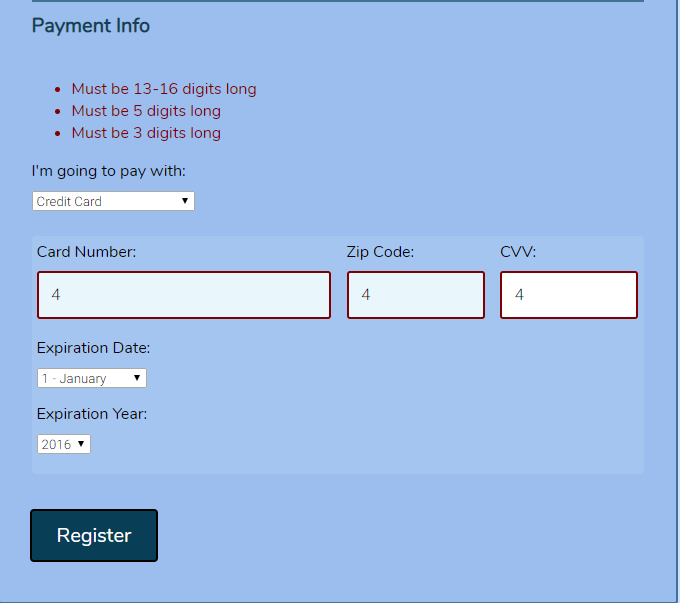 Payment Info
Must be 13-16 digits long
Must be 5 digits long
Must be 3 digits long
I'm going to pay with:
Credit Card
Card Number: Zip Code: CVV:
4 4 4
Expiration Date:
1 - January
Expiration Year:
2016
Register